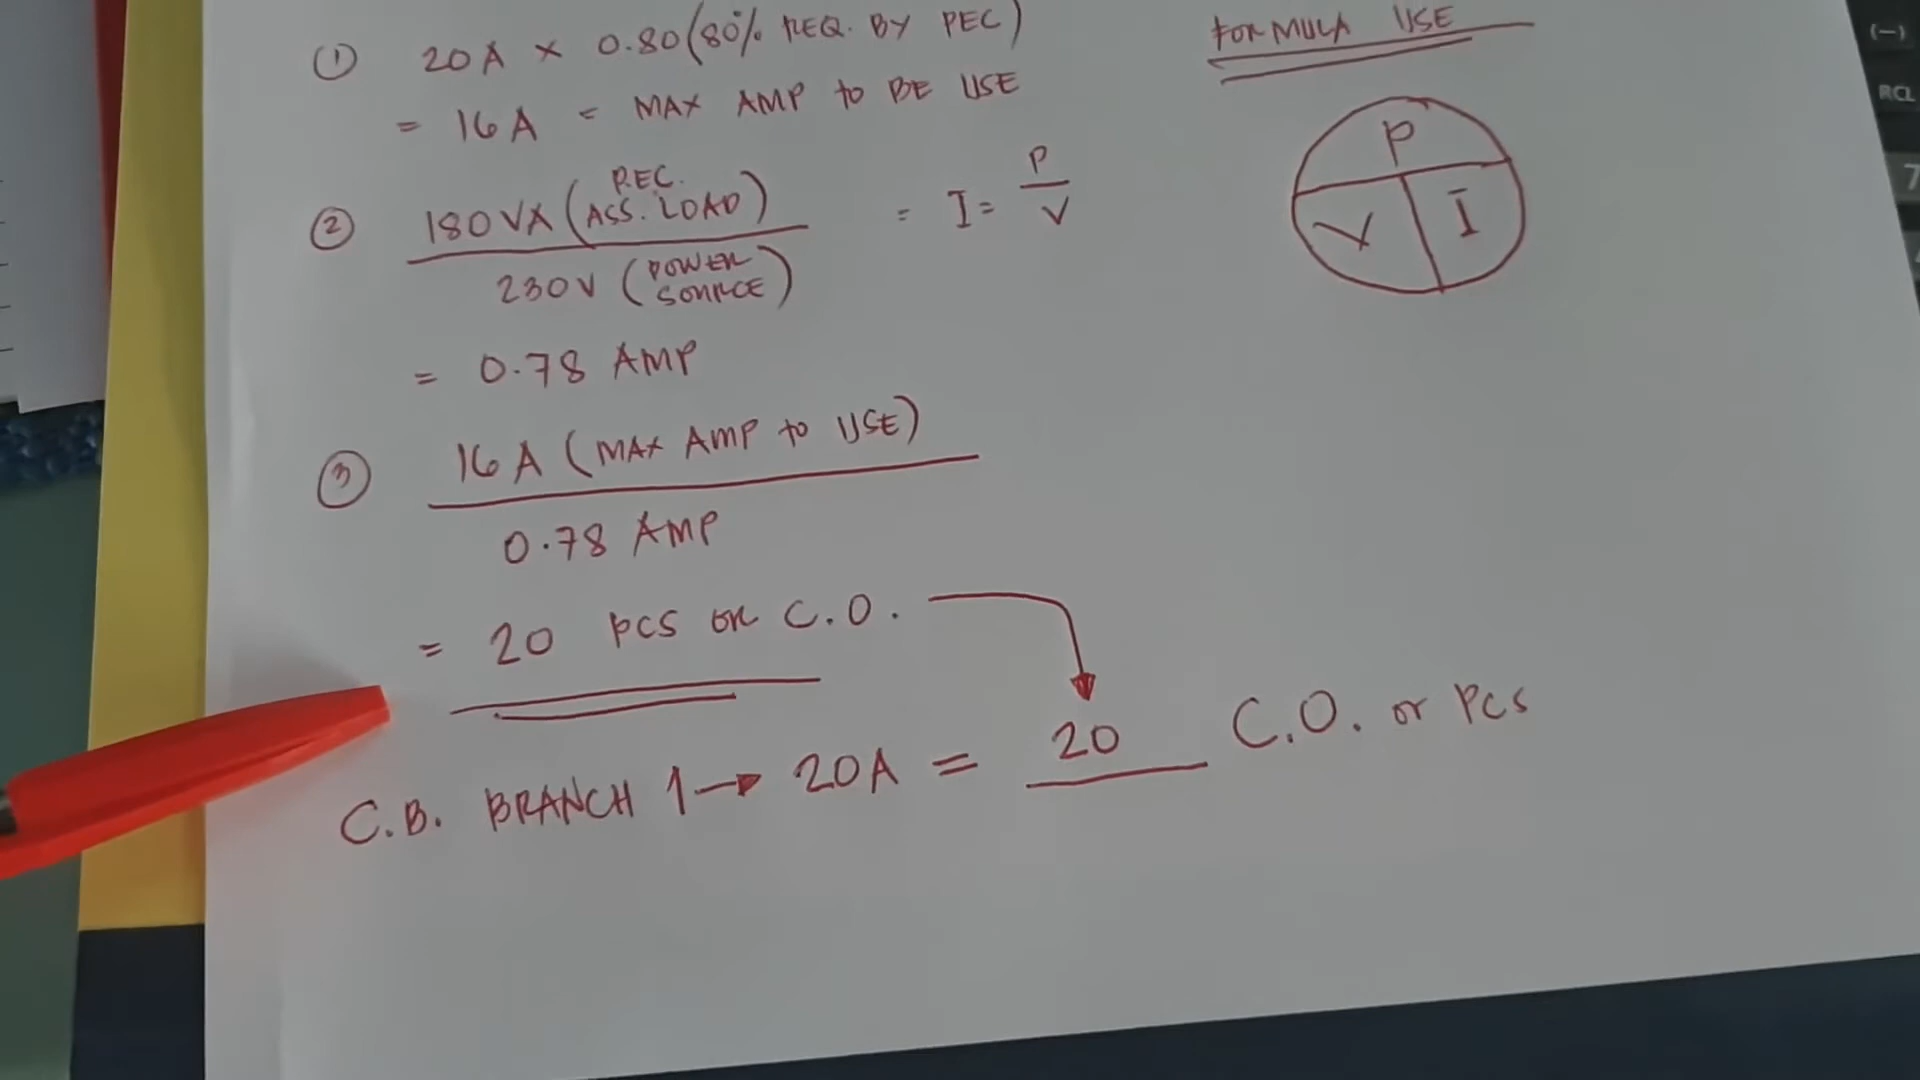 ① 20A × 0.80 (80% REQ. BY PEC)
= 16A = MAX AMP to BE USE
② 180VA (REC. ASS. LOAD)
230V (POWER SOURCE)
= I = P
V
= 0.78 AMP
③ 16A (MAX AMP to USE)
0.78 AMP
= 20 pcs or C.O.
C.B. BRANCH 1 → 20A = 20 C.O. or Pcs
FORMULA USE
P
V I
(−)
RCL
7